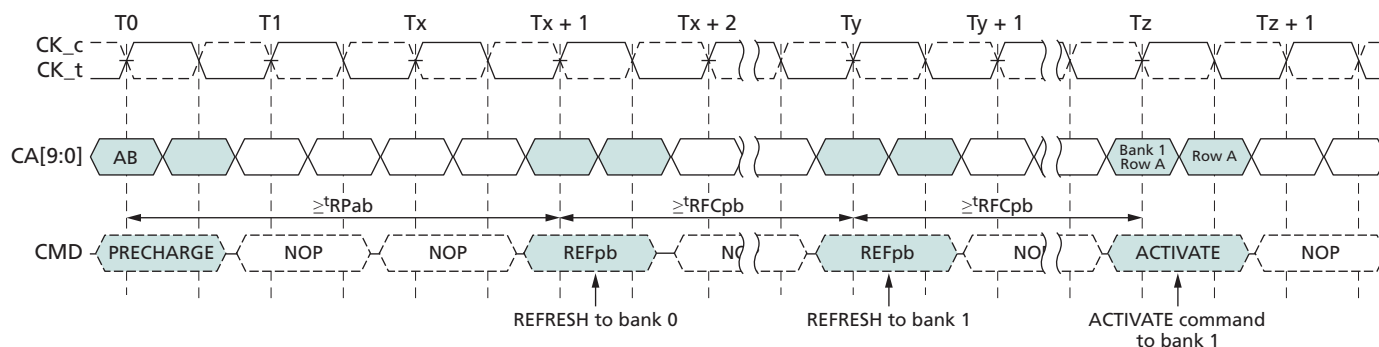 T0 T1 Tx Tx + 1 Tx + 2 Ty Ty + 1 Tz Tz + 1
CK_c
CK_t
CA[9:0] AB Bank 1 Row A Row A
≥tRPab ≥tRFCpb ≥tRFCpb
CMD PRECHARGE NOP NOP REFpb NO REFpb NOP ACTIVATE NOP
REFRESH to bank 0 REFRESH to bank 1 ACTIVATE command
to bank 1